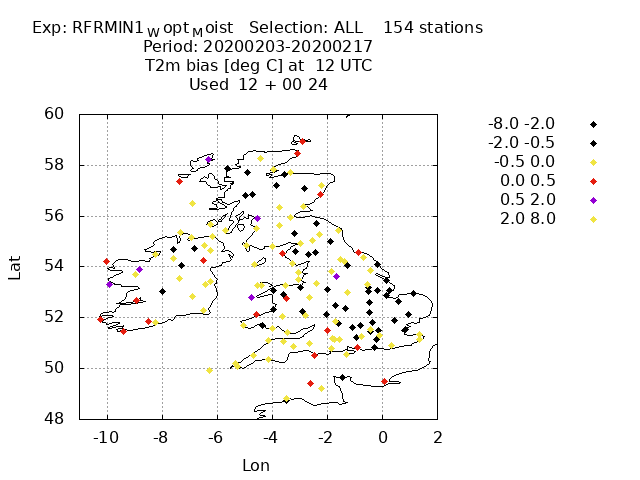 Exp: RFRMIN1 W opt M oist Selection: ALL 154 stations
Period: 20200203-20200217
T2m bias [deg C] at 12 UTC
Used 12 + 00 24
60
58
56
54
52
50
48
Lat
-10 -8 -6 -4 -2 0 2
Lon
-8.0 -2.0
-2.0 -0.5
-0.5 0.0
0.0 0.5
0.5 2.0
2.0 8.0